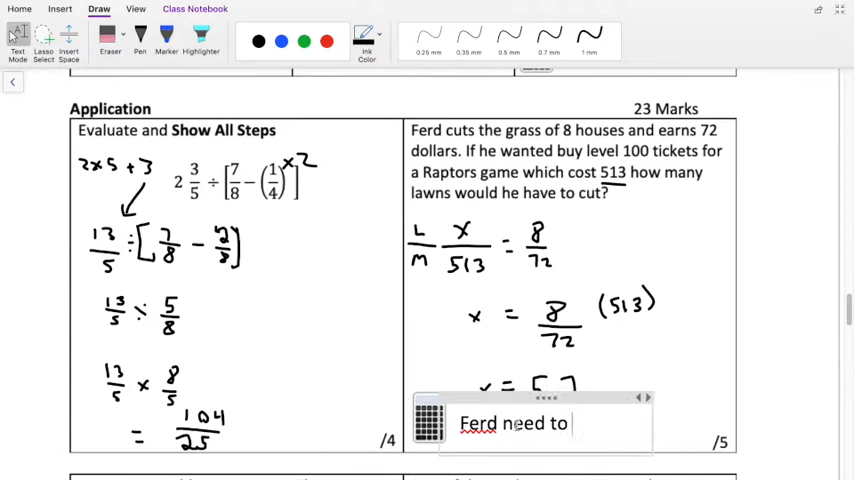 Home Insert Draw View Class Notebook
Text Mode
Lasso Select
Insert Space
Eraser
Pen
Marker
Highlighter
Ink Color
0.25 mm
0.35 mm
0.5 mm
0.7 mm
1 mm
Application 23 Marks
Evaluate and Show All Steps
2x5 + 3
2 3/5 ÷ [7/8 − (1/4)^x2]
13/5 ÷ [7/8 − 2/8]
13/5 ÷ 5/8
13/5 x 8/5
= 104/25
/4
Ferd cuts the grass of 8 houses and earns 72
dollars. If he wanted buy level 100 tickets for
a Raptors game which cost 513 how many
lawns would he have to cut?
L/M x/513 = 8/72
x = 8/72 (513)
x = 57
Ferd need to
/5